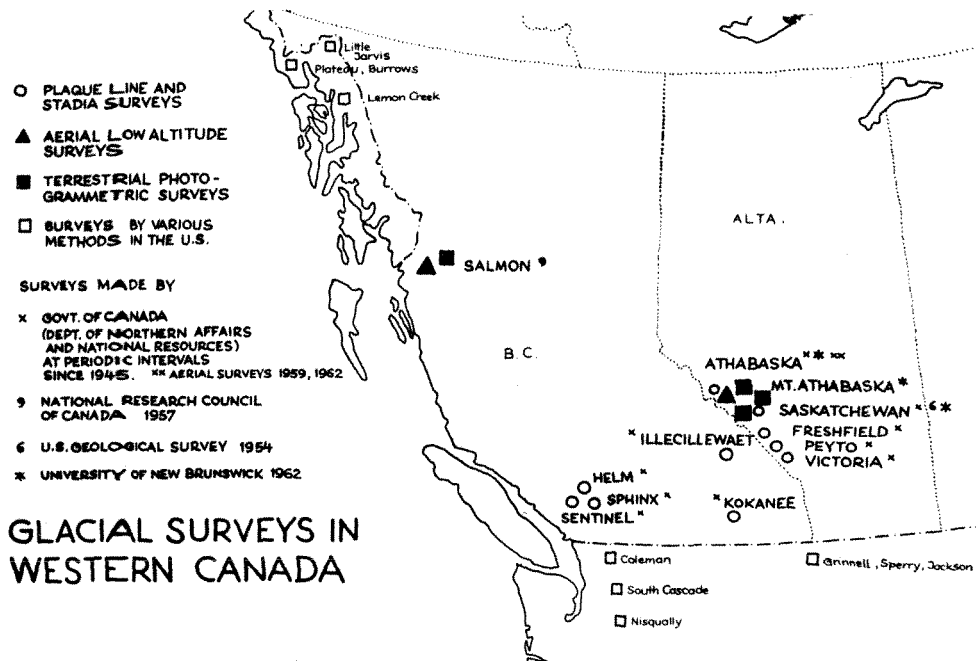 ○ PLAQUE LINE AND
STADIA SURVEYS
▲ AERIAL LOW ALTITUDE
SURVEYS
■ TERRESTRIAL PHOTO-
GRAMMETRIC SURVEYS
□ SURVEYS BY VARIOUS
METHODS IN THE U.S.
SURVEYS MADE BY
× GOVT. OF CANADA
(DEPT. OF NORTHERN AFFAIRS
AND NATIONAL RESOURCES)
AT PERIODIC INTERVALS
SINCE 1945. ×× AERIAL SURVEYS 1959, 1962
9 NATIONAL RESEARCH COUNCIL
OF CANADA 1957
6 U.S. GEOLOGICAL SURVEY 1954
* UNIVERSITY OF NEW BRUNSWICK 1962
GLACIAL SURVEYS IN
WESTERN CANADA
Little
Jarvis
Plateau, Burrows
Lemon Creek
SALMON 9
B.C.
ALTA.
ATHABASKA × * ××
MT. ATHABASKA *
SASKATCHEWAN × 6 *
FRESHFIELD ×
PEYTO ×
VICTORIA ×
× ILLECILLEWAET
HELM ×
SPHINX ×
SENTINEL ×
× KOKANEE
Coleman
South Cascade
Nisqually
Grinnell, Sperry, Jackson